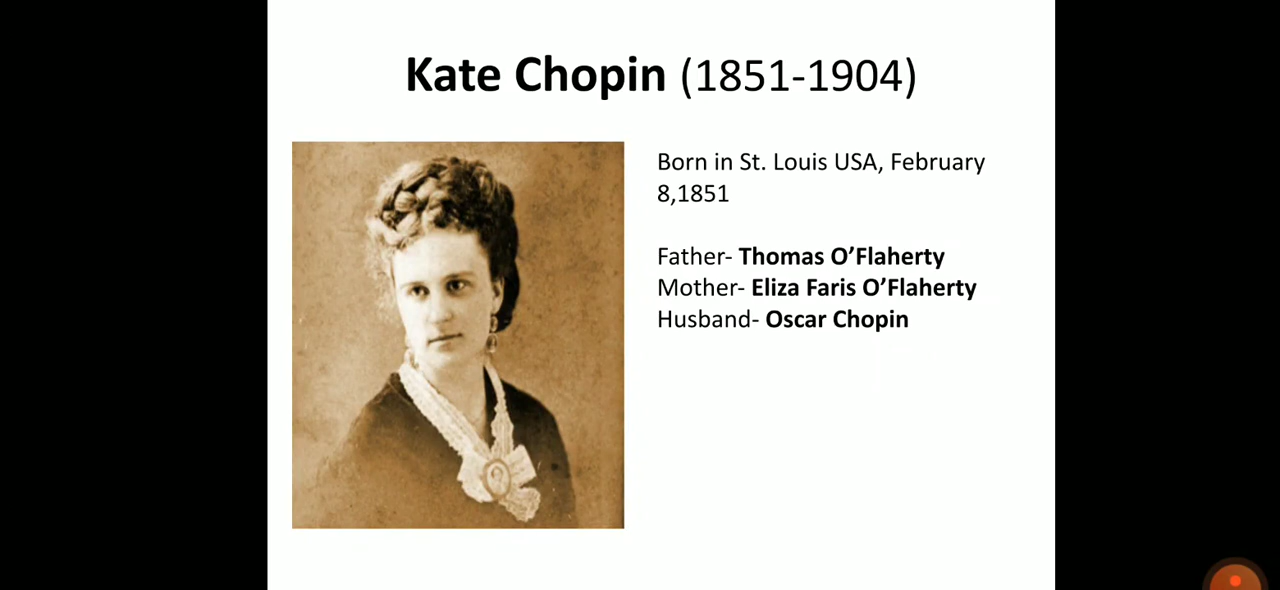 Kate Chopin (1851-1904)
Born in St. Louis USA, February
8,1851
Father- Thomas O’Flaherty
Mother- Eliza Faris O’Flaherty
Husband- Oscar Chopin